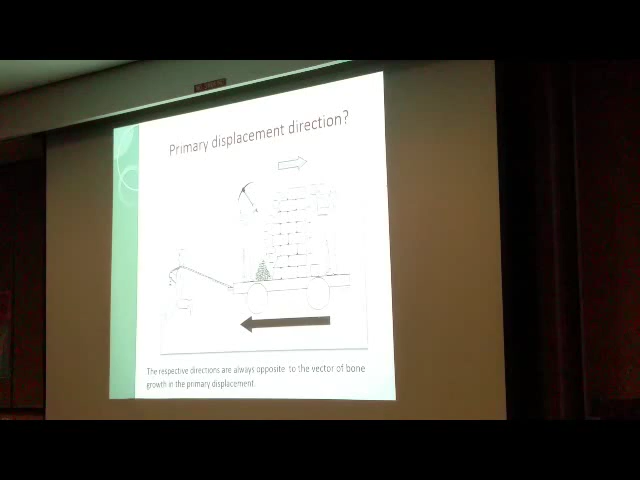 Primary displacement direction?
The respective directions are always opposite to the vector of bone
growth in the primary displacement